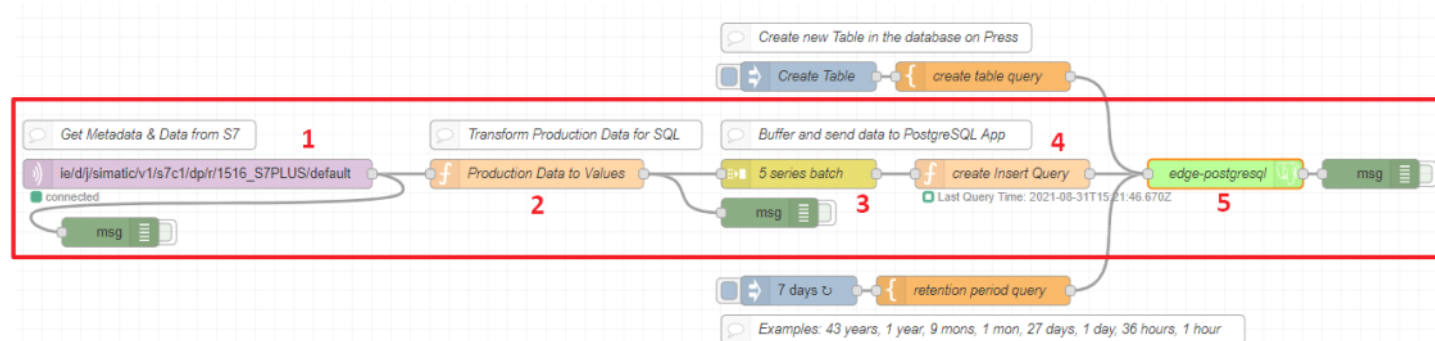 Create new Table in the database on Press
Create Table
create table query
Get Metadata & Data from S7
1
Transform Production Data for SQL
Buffer and send data to PostgreSQL App
4
ie/d/j/simatic/v1/s7c1/dp/r/1516_S7PLUS/default
Production Data to Values
5 series batch
create Insert Query
edge-postgresql
msg
connected
2
3
Last Query Time: 2021-08-31T15:21:46.670Z
5
msg
msg
7 days ↻
retention period query
Examples: 43 years, 1 year, 9 mons, 1 mon, 27 days, 1 day, 36 hours, 1 hour